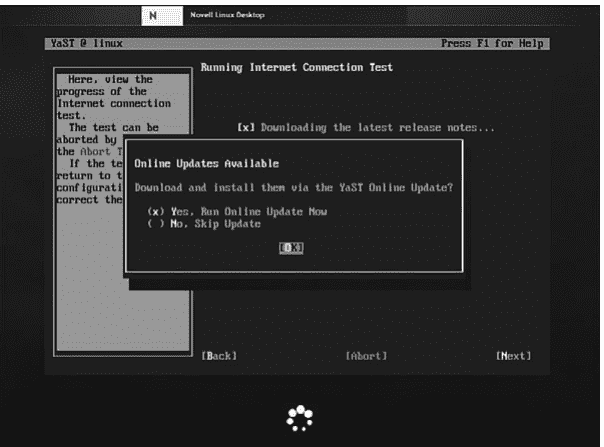 N Novell Linux Desktop
YaST @ linux Press F1 for Help
Running Internet Connection Test
Here, view the
progress of the
Internet connection
test.
The test can be
aborted by
the Abort T
If the te
return to t
configurati
correct the
[x] Downloading the latest release notes...
Online Updates Available
Download and install them via the YaST Online Update?
(x) Yes, Run Online Update Now
( ) No, Skip Update
[OK]
[Back] [Abort] [Next]